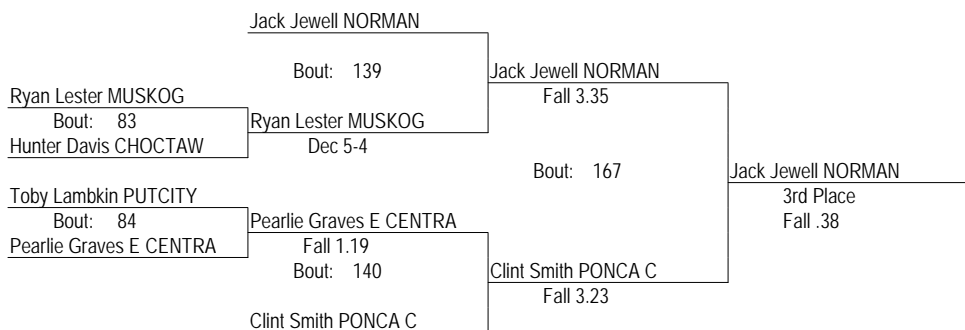 Jack Jewell NORMAN
Bout: 139
Jack Jewell NORMAN
Fall 3.35
Ryan Lester MUSKOG
Bout: 83
Ryan Lester MUSKOG
Dec 5-4
Hunter Davis CHOCTAW
Bout: 167
Jack Jewell NORMAN
3rd Place
Fall .38
Toby Lambkin PUTCITY
Bout: 84
Pearlie Graves E CENTRA
Pearlie Graves E CENTRA
Fall 1.19
Bout: 140
Clint Smith PONCA C
Fall 3.23
Clint Smith PONCA C